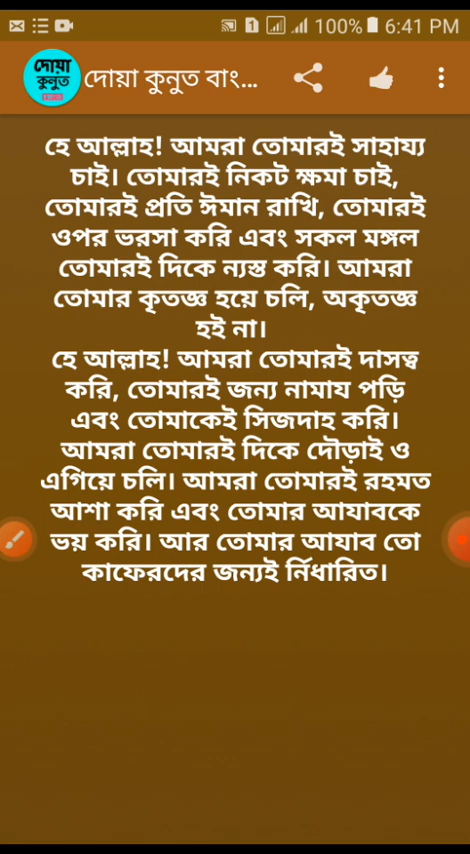 100% 6:41 PM
দোয়া
কুনুত
দোয়া কুনুত বাং...
হে আল্লাহ! আমরা তোমারই সাহায্য
চাই। তোমারই নিকট ক্ষমা চাই,
তোমারই প্রতি ঈমান রাখি, তোমারই
ওপর ভরসা করি এবং সকল মঙ্গল
তোমারই দিকে ন্যস্ত করি। আমরা
তোমার কৃতজ্ঞ হয়ে চলি, অকৃতজ্ঞ
হই না।
হে আল্লাহ! আমরা তোমারই দাসত্ব
করি, তোমারই জন্য নামায পড়ি
এবং তোমাকেই সিজদাহ করি।
আমরা তোমারই দিকে দৌড়াই ও
এগিয়ে চলি। আমরা তোমারই রহমত
আশা করি এবং তোমার আযাবকে
ভয় করি। আর তোমার আযাব তো
কাফেরদের জন্যই র্নিধারিত।